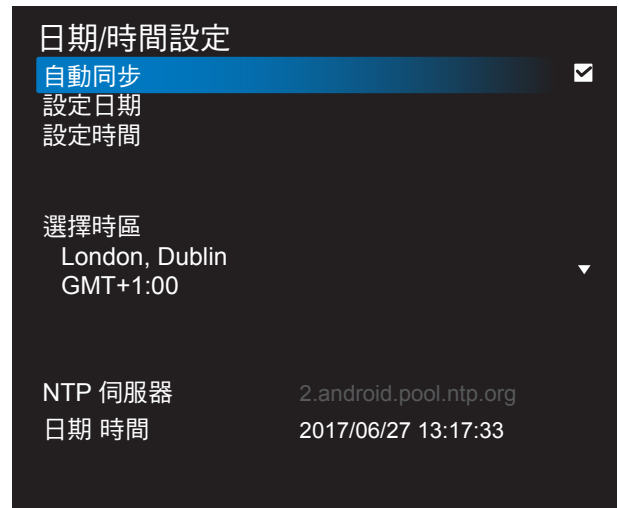 日期/時間設定
自動同步
設定日期
設定時間
選擇時區
London, Dublin
GMT+1:00
NTP 伺服器 2.android.pool.ntp.org
日期 時間 2017/06/27 13:17:33